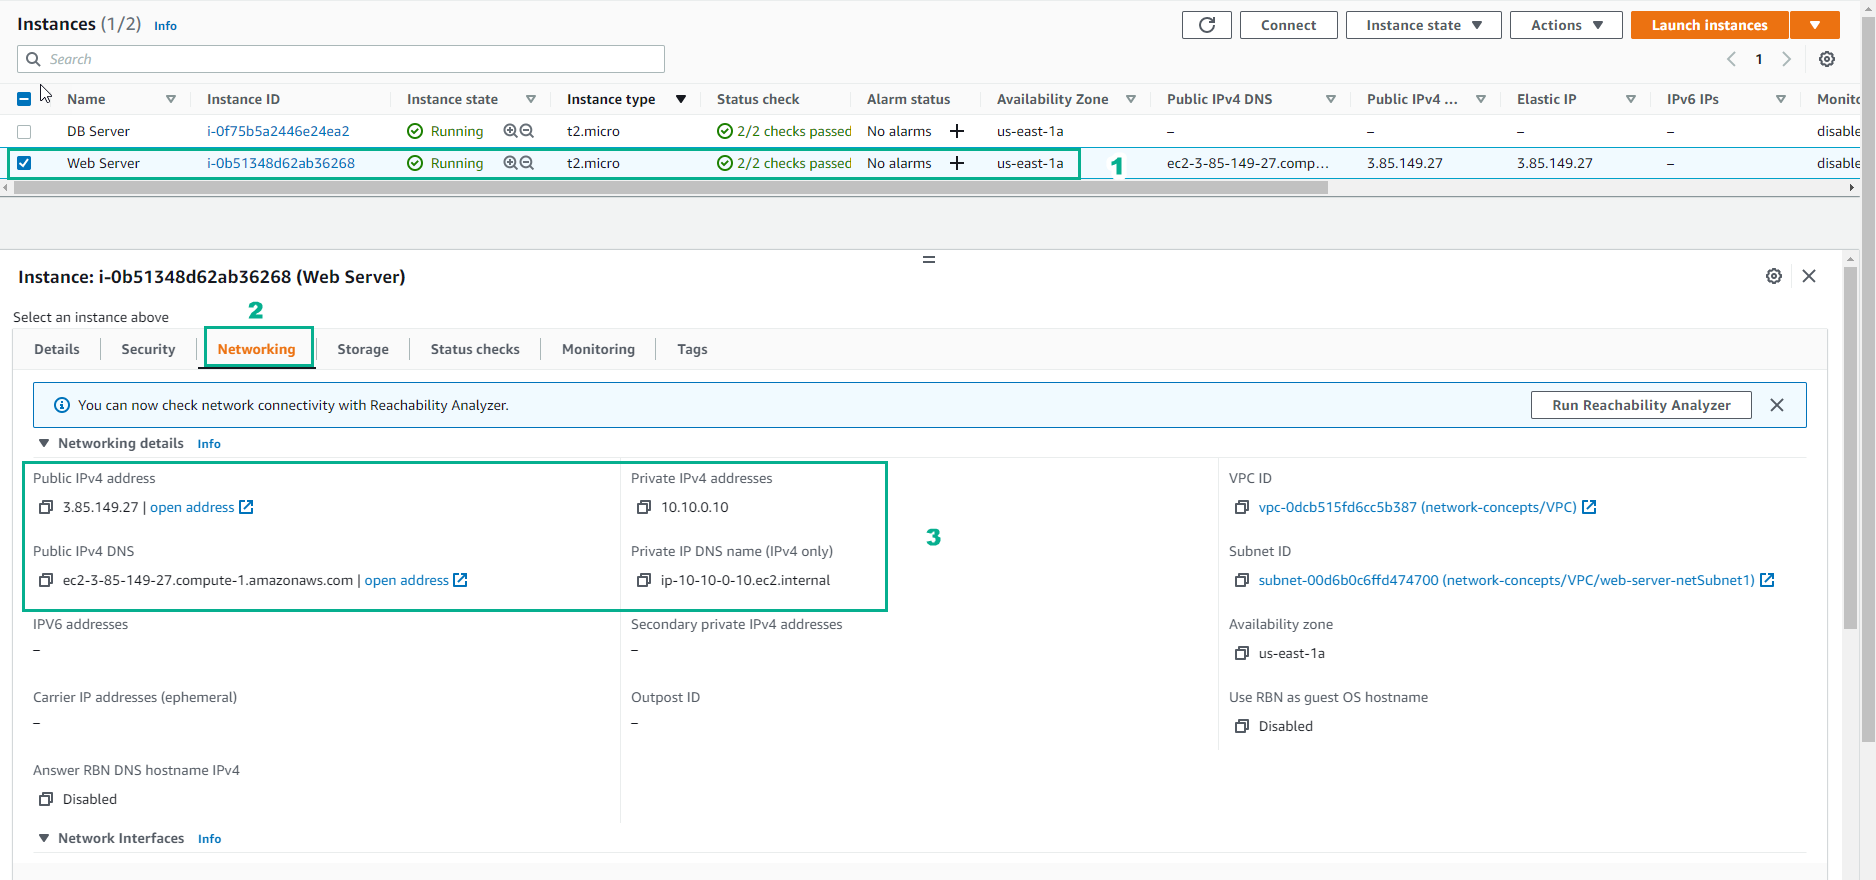 Instances (1/2) Info Connect Instance state Actions Launch instances
Search 1
Name Instance ID Instance state Instance type Status check Alarm status Availability Zone Public IPv4 DNS Public IPv4 ... Elastic IP IPv6 IPs Monito
DB Server i-0f75b5a2446e24ea2 Running t2.micro 2/2 checks passed No alarms + us-east-1a – – – – disable
Web Server i-0b51348d62ab36268 Running t2.micro 2/2 checks passed No alarms + us-east-1a 1 ec2-3-85-149-27.comp... 3.85.149.27 3.85.149.27 – disable
Instance: i-0b51348d62ab36268 (Web Server)
2
Select an instance above
Details Security Networking Storage Status checks Monitoring Tags
You can now check network connectivity with Reachability Analyzer. Run Reachability Analyzer
Networking details Info
Public IPv4 address Private IPv4 addresses VPC ID
3.85.149.27 | open address 10.10.0.10 vpc-0dcb515fd6cc5b387 (network-concepts/VPC)
3
Public IPv4 DNS Private IP DNS name (IPv4 only) Subnet ID
ec2-3-85-149-27.compute-1.amazonaws.com | open address ip-10-10-0-10.ec2.internal subnet-00d6b0c6ffd474700 (network-concepts/VPC/web-server-netSubnet1)
IPV6 addresses Secondary private IPv4 addresses Availability zone
– – us-east-1a
Carrier IP addresses (ephemeral) Outpost ID Use RBN as guest OS hostname
– – Disabled
Answer RBN DNS hostname IPv4
Disabled
Network Interfaces Info